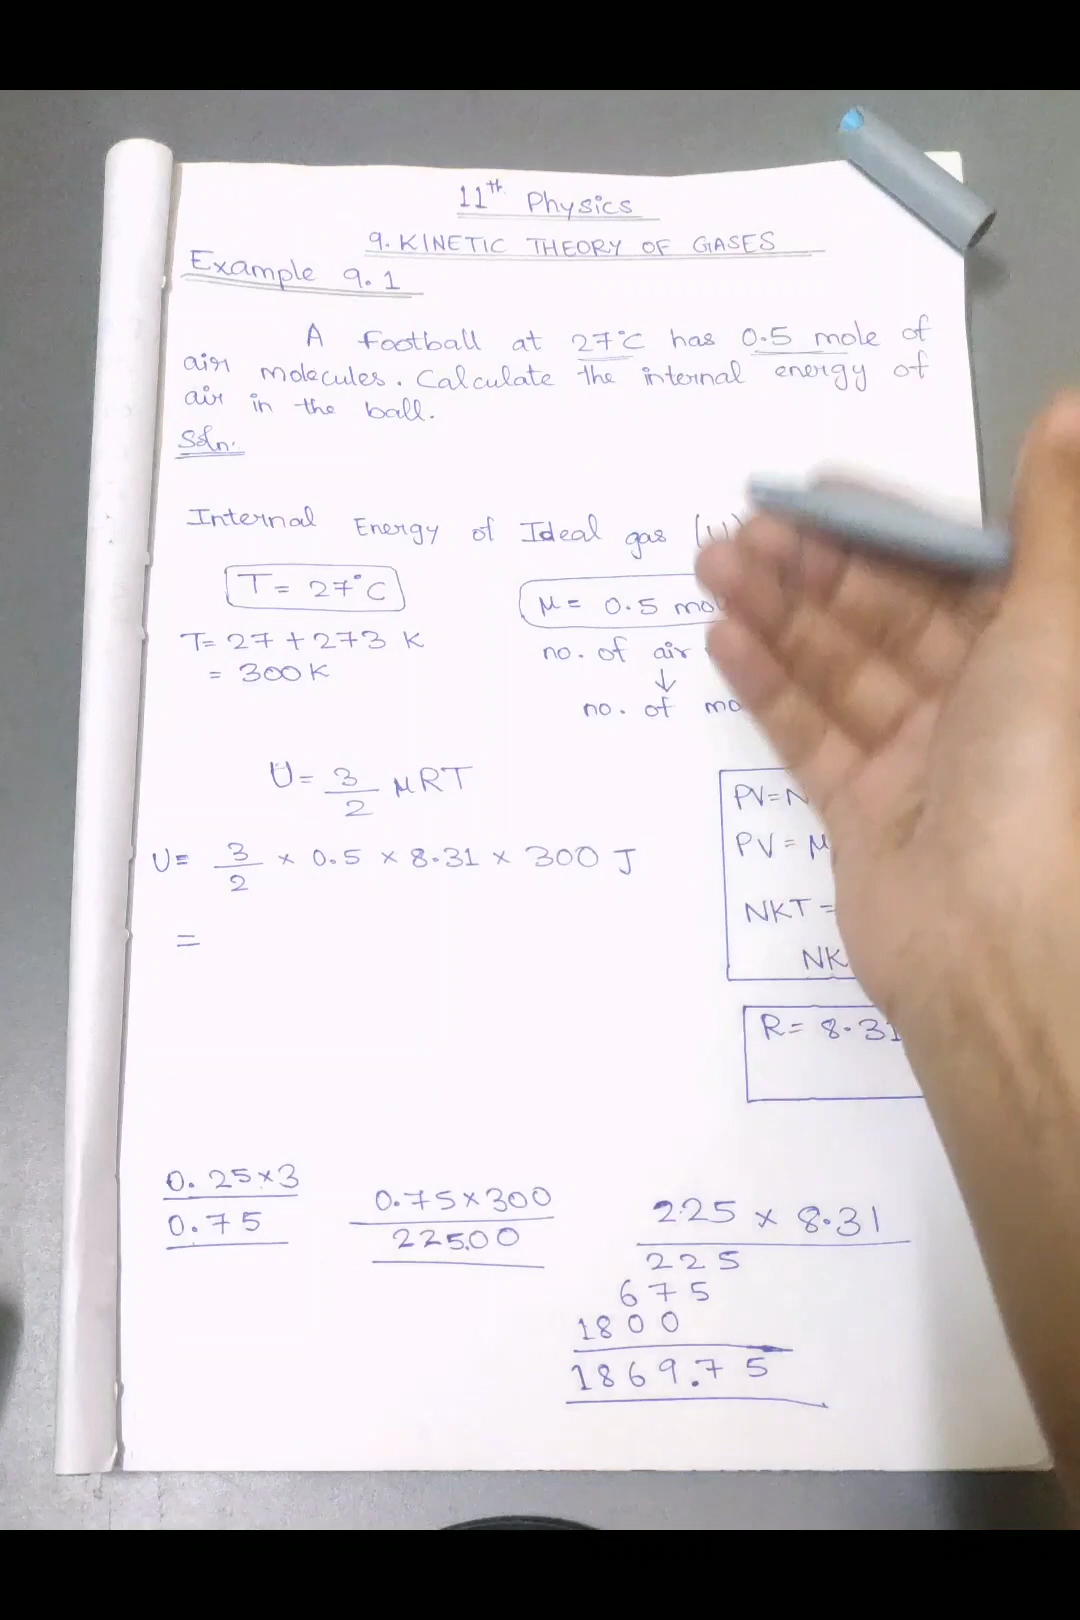 11th Physics
9. KINETIC THEORY OF GASES
Example 9.1
A Football at 27°C has 0.5 mole of
air molecules. Calculate the internal energy of
air in the ball.
Soln.
Internal Energy of Ideal gas (U)
T = 27°C
μ = 0.5 mol
T = 27 + 273 K
= 300 K
no. of air
↓
no. of mo
U = 3/2 μRT
U = 3/2 × 0.5 × 8.31 × 300 J
=
PV = N
PV = μ
NKT =
NK
R = 8.31
0.25 × 3
0.75
0.75 × 300
225.00
225 × 8.31
225
675
1800
1869.75